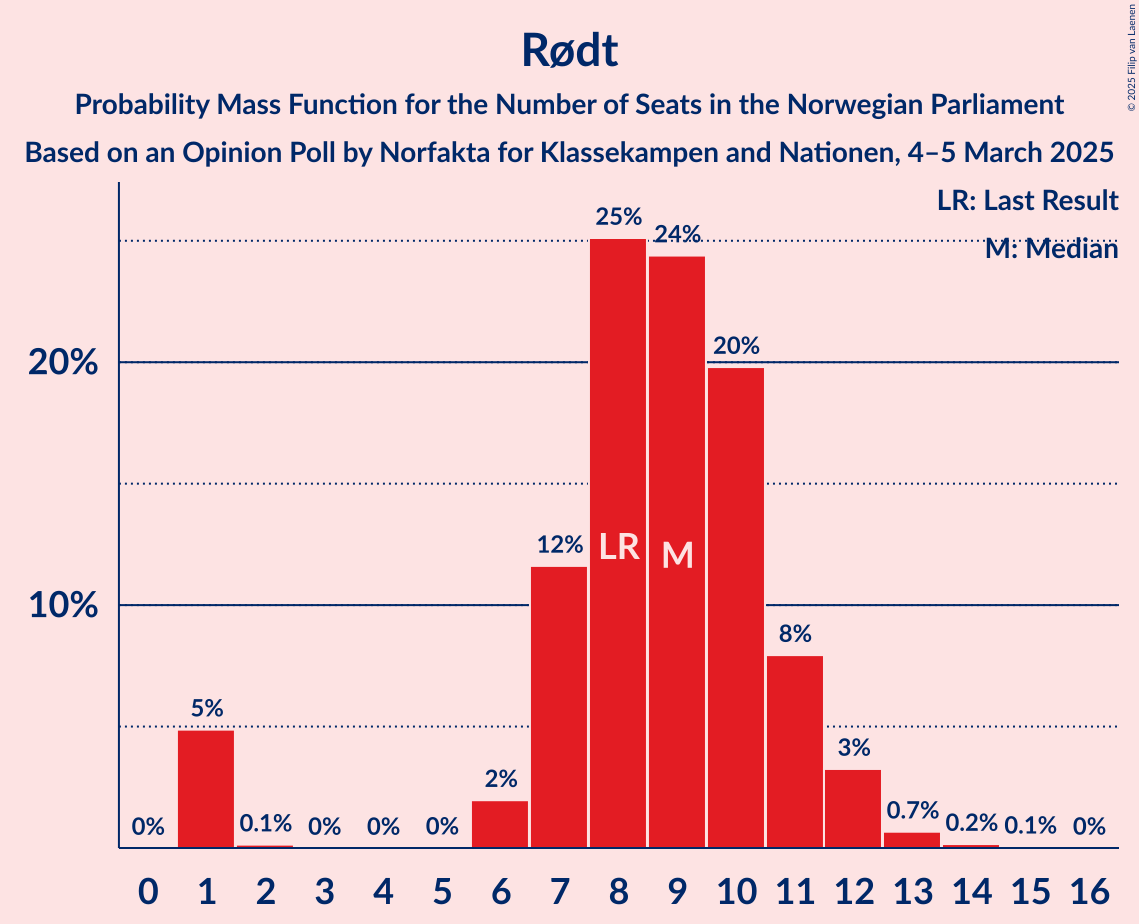 Rødt
Probability Mass Function for the Number of Seats in the Norwegian Parliament
Based on an Opinion Poll by Norfakta for Klassekampen and Nationen, 4–5 March 2025
© 2025 Filip van Laenen
LR: Last Result
M: Median
25%
24%
20%
20%
12%
LR
M
10%
8%
5%
3%
2%
0%
0.1%
0%
0%
0%
0.7%
0.2%
0.1%
0%
0 1 2 3 4 5 6 7 8 9 10 11 12 13 14 15 16